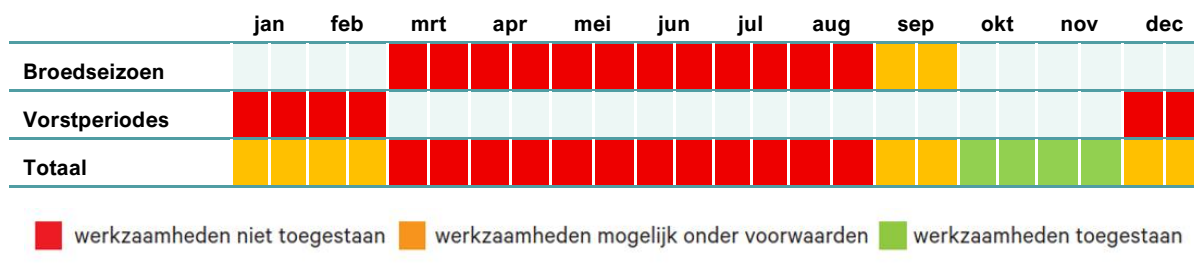 jan feb mrt apr mei jun jul aug sep okt nov dec
Broedseizoen
Vorstperiodes
Totaal
werkzaamheden niet toegestaan werkzaamheden mogelijk onder voorwaarden werkzaamheden toegestaan